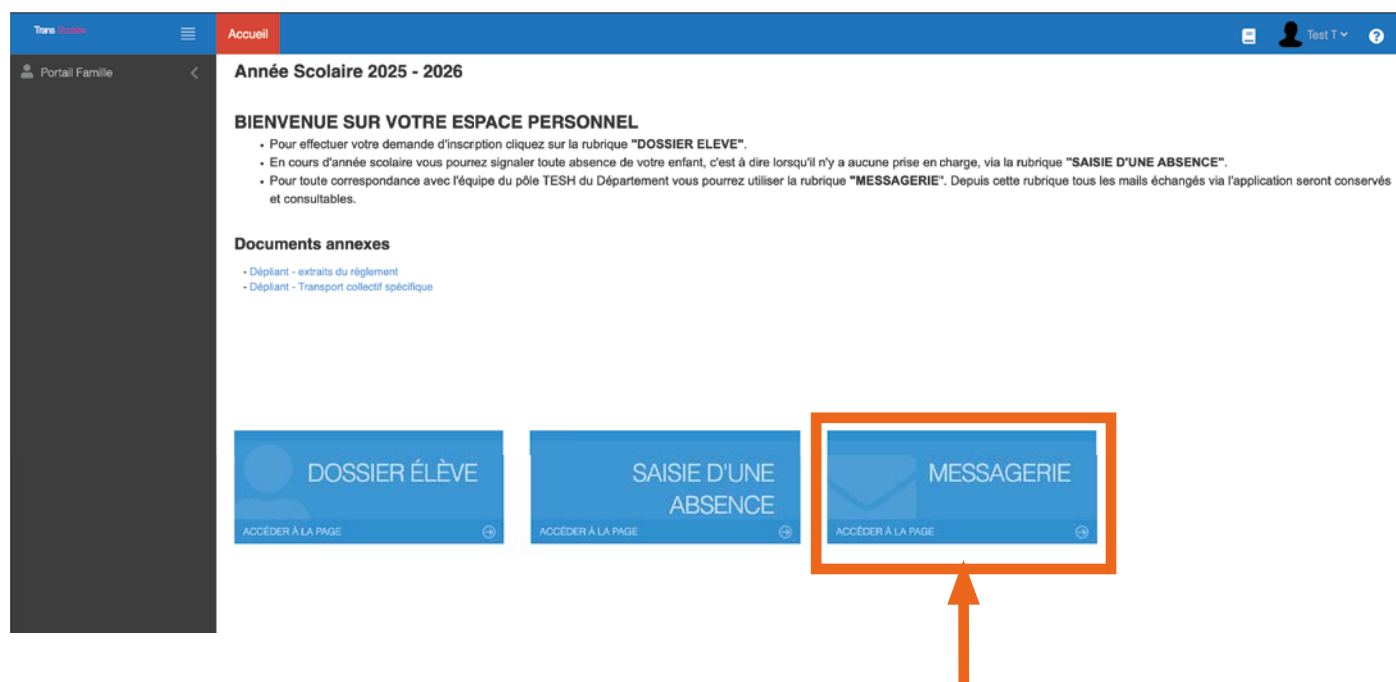 Trans Scolaire
Accueil
Test T
Portail Famille
Année Scolaire 2025 - 2026
BIENVENUE SUR VOTRE ESPACE PERSONNEL
• Pour effectuer votre demande d'inscription cliquez sur la rubrique "DOSSIER ELEVE".
• En cours d'année scolaire vous pourrez signaler toute absence de votre enfant, c'est à dire lorsqu'il n'y a aucune prise en charge, via la rubrique "SAISIE D'UNE ABSENCE".
• Pour toute correspondance avec l'équipe du pôle TESH du Département vous pourrez utiliser la rubrique "MESSAGERIE". Depuis cette rubrique tous les mails échangés via l'application seront conservés
et consultables.
Documents annexes
- Dépliant - extraits du règlement
- Dépliant - Transport collectif spécifique
DOSSIER ÉLÈVE
ACCÉDER À LA PAGE
SAISIE D'UNE
ABSENCE
ACCÉDER À LA PAGE
MESSAGERIE
ACCÉDER À LA PAGE